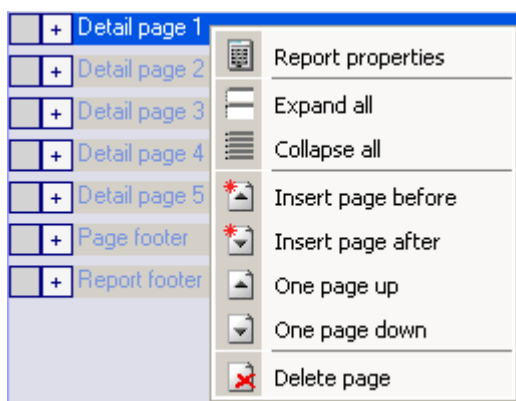 Detail page 1
Detail page 2
Detail page 3
Detail page 4
Detail page 5
Page footer
Report footer
Report properties
Expand all
Collapse all
Insert page before
Insert page after
One page up
One page down
Delete page